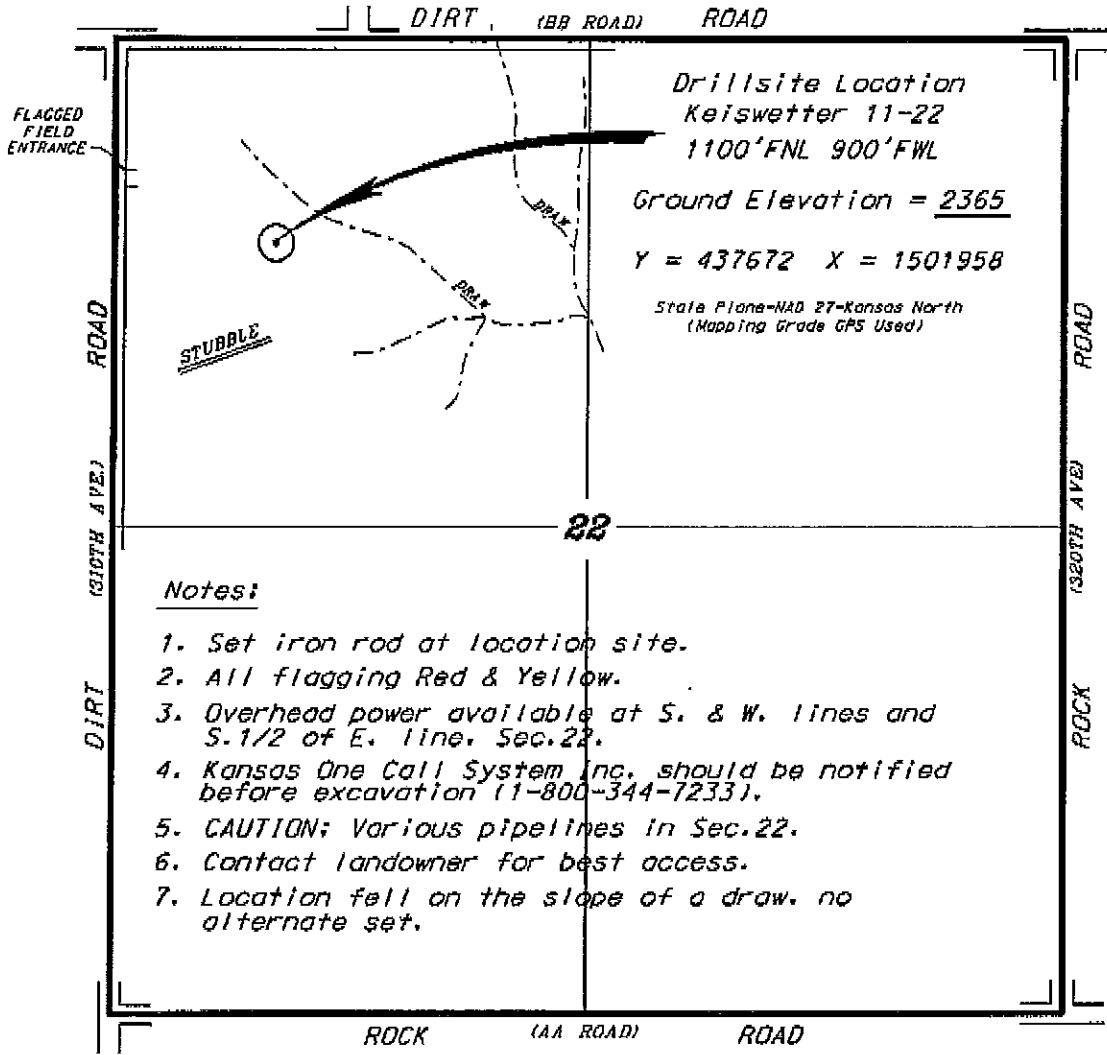 DIRT (BB ROAD) ROAD
FLAGGED
FIELD
ENTRANCE
Drillsite Location
Keiswetter 11-22
1100'FNL 900'FWL
Ground Elevation = 2365
Y = 437672 X = 1501958
State Plane-NAD 27-Kansas North
(Mapping Grade GPS Used)
DRAW
DRAW
STUBBLE
DIRT (310TH AVE.) ROAD
ROCK (320TH AVE) ROAD
22
Notes:
1. Set iron rod at location site.
2. All flagging Red & Yellow.
3. Overhead power available at S. & W. lines and
S.1/2 of E. line. Sec.22.
4. Kansas One Call System Inc. should be notified
before excavation (1-800-344-7233).
5. CAUTION: Various pipelines in Sec.22.
6. Contact landowner for best access.
7. Location fell on the slope of a draw. no
alternate set.
ROCK (AA ROAD) ROAD